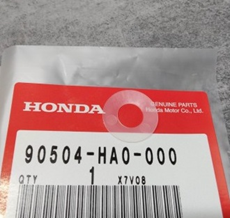 HONDA
GENUINE PARTS
Honda Motor Co., Ltd.
90504-HA0-000
QTY 1 X7V08